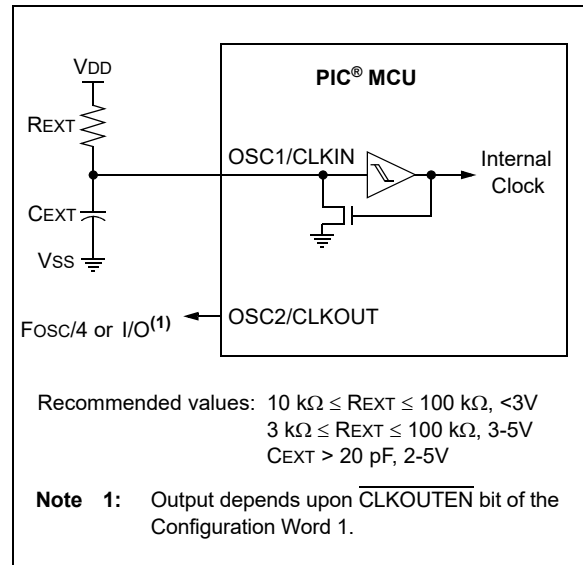 VDD
PIC® MCU
REXT
OSC1/CLKIN
Internal
Clock
CEXT
VSS
FOSC/4 or I/O(1)
OSC2/CLKOUT
Recommended values: 10 kΩ ≤ REXT ≤ 100 kΩ, <3V
3 kΩ ≤ REXT ≤ 100 kΩ, 3-5V
CEXT > 20 pF, 2-5V
Note 1: Output depends upon CLKOUTEN bit of the
Configuration Word 1.